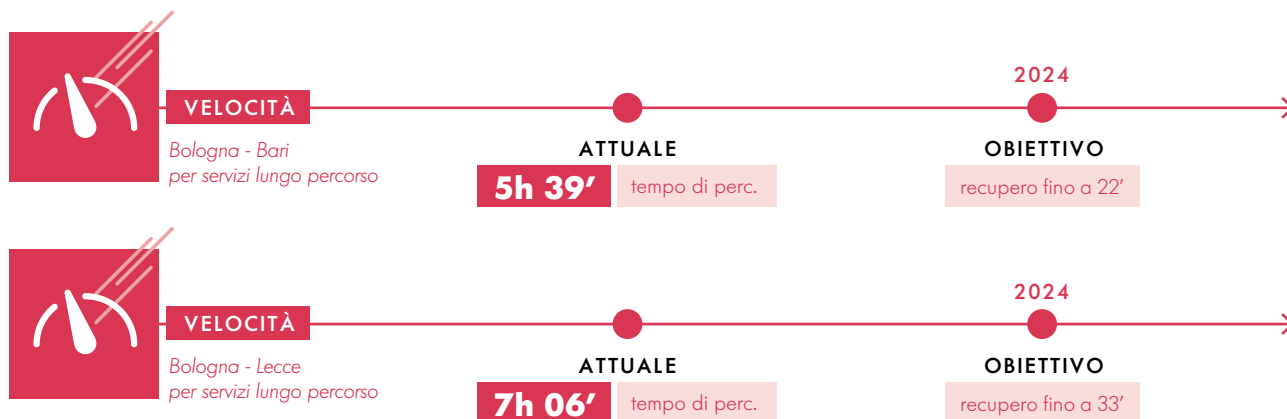 2024
VELOCITÀ
Bologna - Bari
per servizi lungo percorso
ATTUALE
5h 39’ tempo di perc.
OBIETTIVO
recupero fino a 22’
2024
VELOCITÀ
Bologna - Lecce
per servizi lungo percorso
ATTUALE
7h 06’ tempo di perc.
OBIETTIVO
recupero fino a 33’